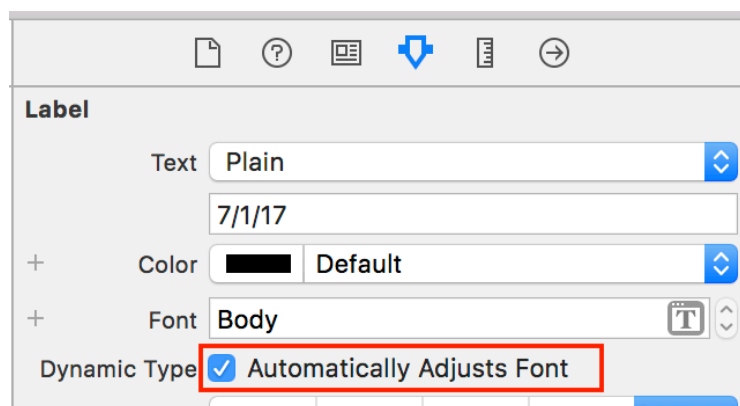 Label
Text Plain
7/1/17
+ Color Default
+ Font Body T
Dynamic Type Automatically Adjusts Font